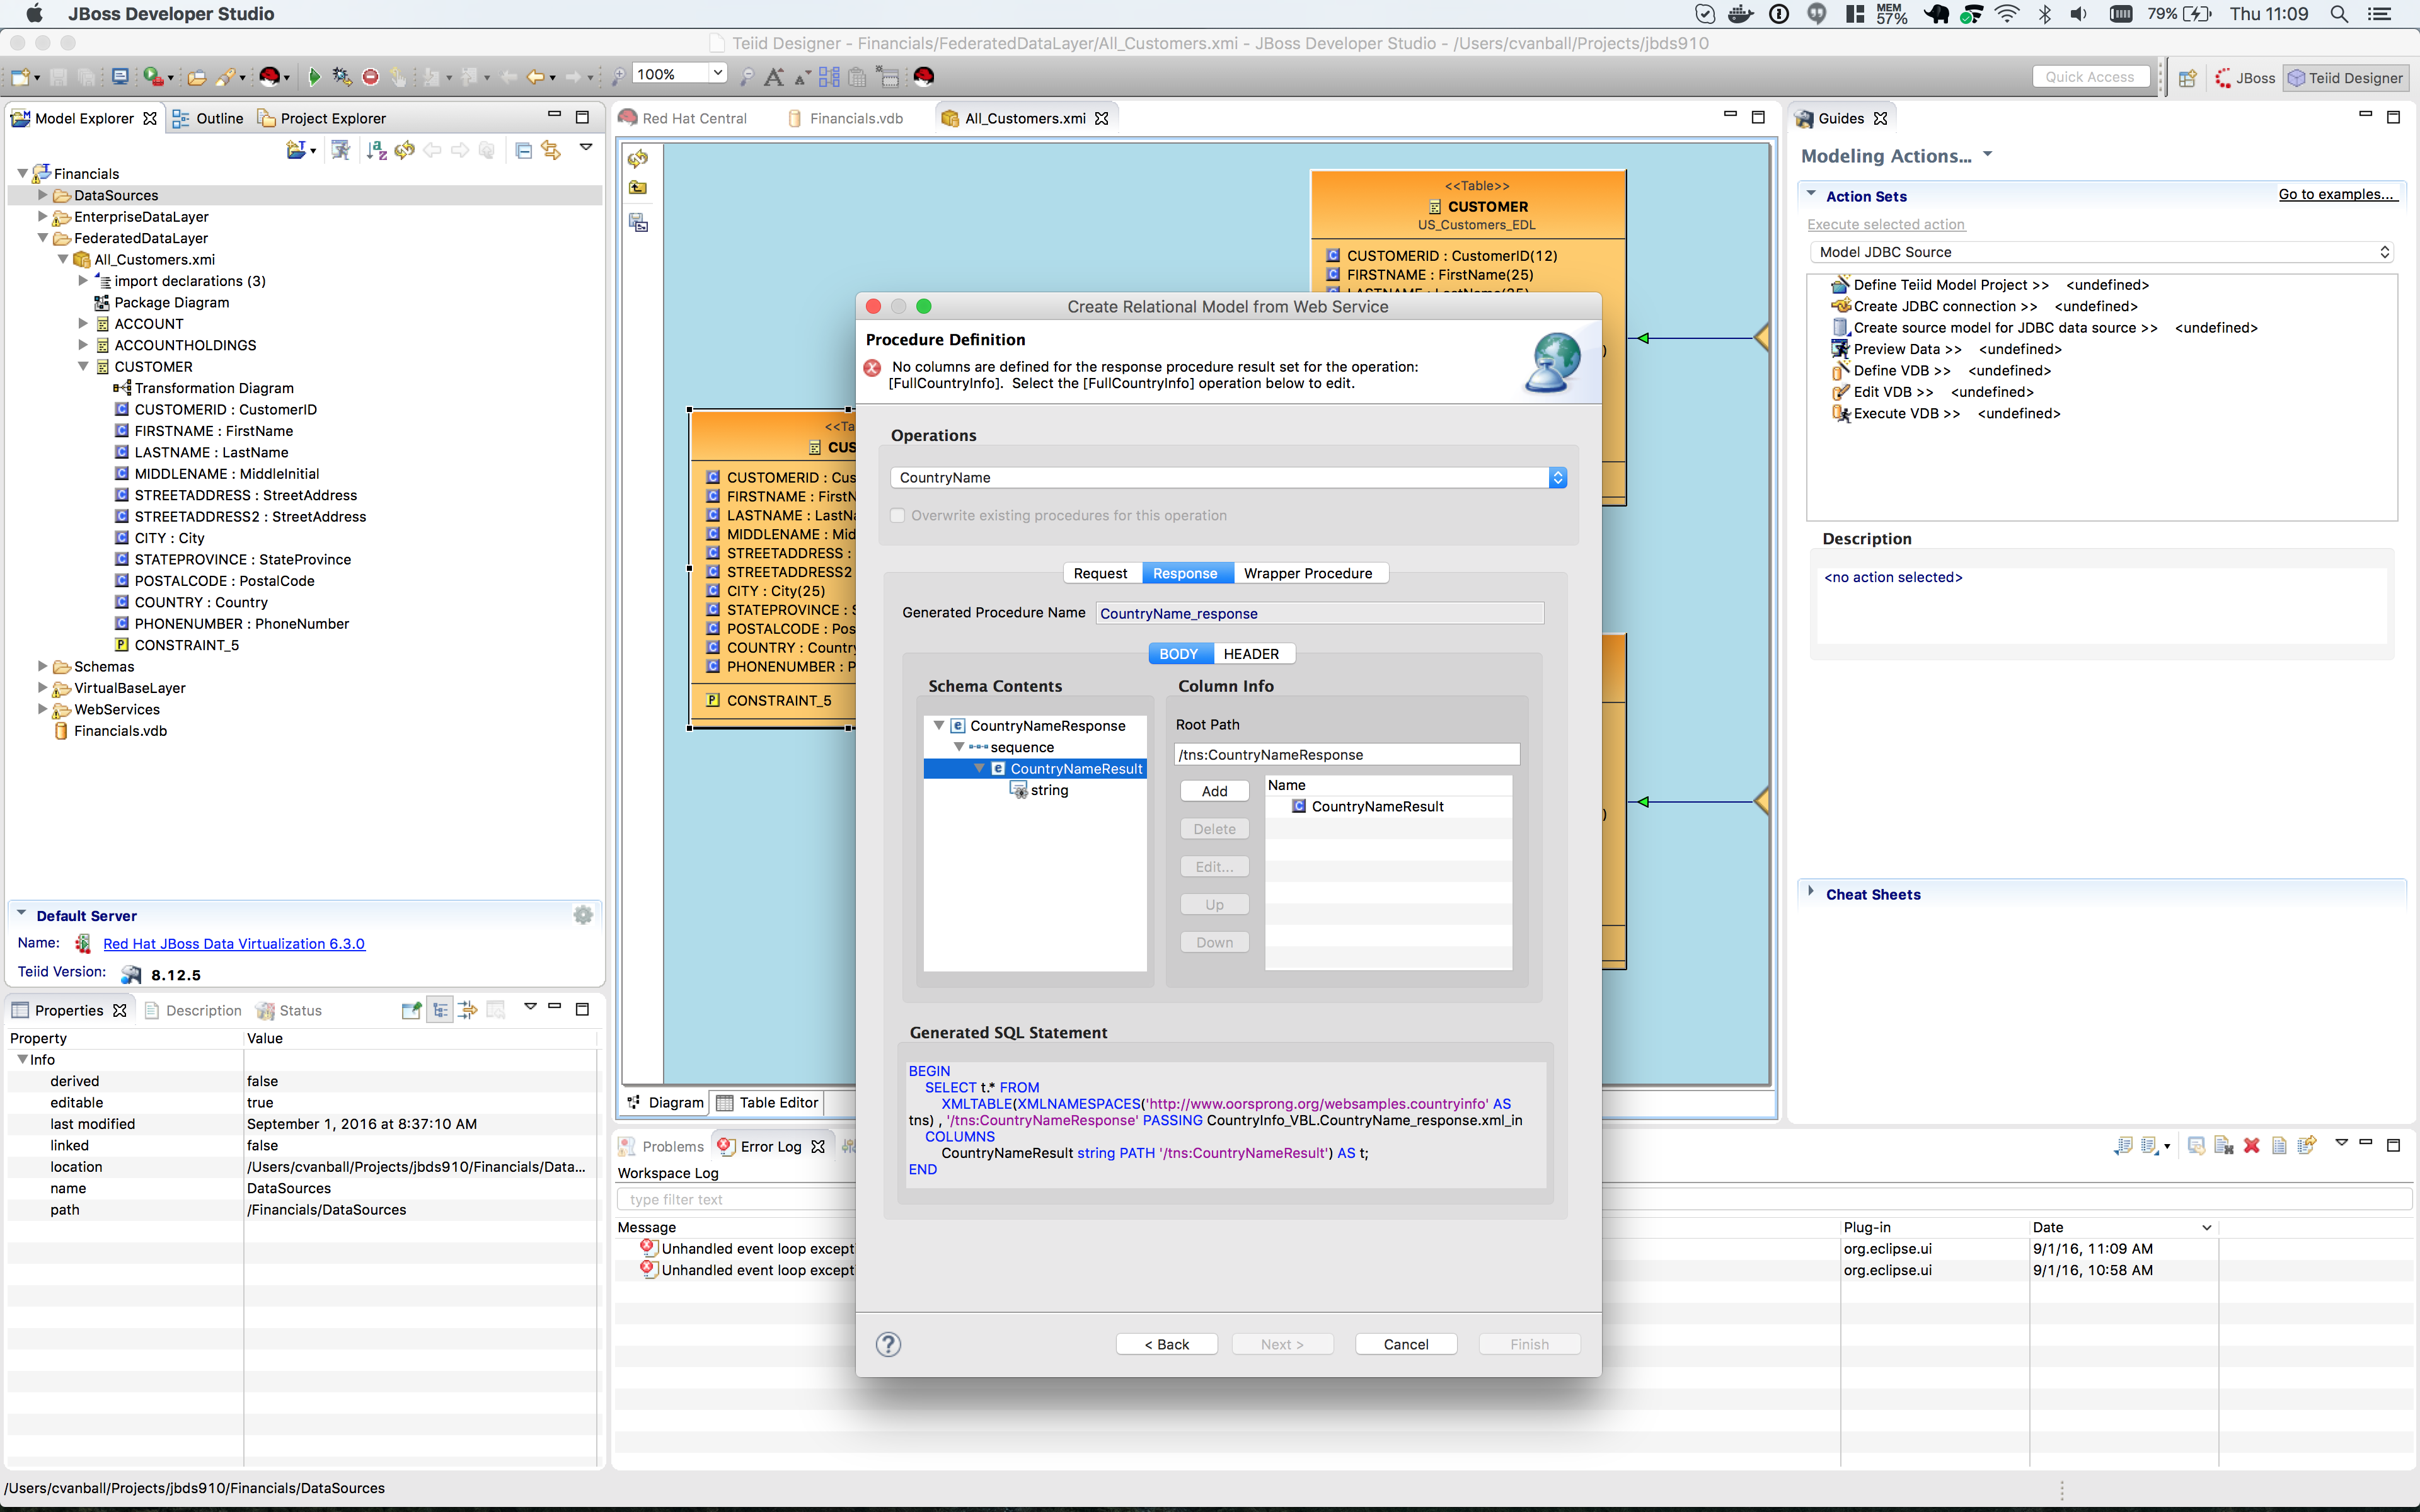 JBoss Developer Studio
MEM
57%
79%
Thu 11:09
Teiid Designer - Financials/FederatedDataLayer/All_Customers.xmi - JBoss Developer Studio - /Users/cvanball/Projects/jbds910
100%
Quick Access
JBoss
Teiid Designer
Model Explorer
Outline
Project Explorer
Financials
DataSources
EnterpriseDataLayer
FederatedDataLayer
All_Customers.xmi
import declarations (3)
Package Diagram
ACCOUNT
ACCOUNTHOLDINGS
CUSTOMER
Transformation Diagram
CUSTOMERID : CustomerID
FIRSTNAME : FirstName
LASTNAME : LastName
MIDDLENAME : MiddleInitial
STREETADDRESS : StreetAddress
STREETADDRESS2 : StreetAddress
CITY : City
STATEPROVINCE : StateProvince
POSTALCODE : PostalCode
COUNTRY : Country
PHONENUMBER : PhoneNumber
CONSTRAINT_5
Schemas
VirtualBaseLayer
WebServices
Financials.vdb
Default Server
Name:
Red Hat JBoss Data Virtualization 6.3.0
Teiid Version:
8.12.5
Properties
Description
Status
Property
Value
Info
derived
false
editable
true
last modified
September 1, 2016 at 8:37:10 AM
linked
false
location
/Users/cvanball/Projects/jbds910/Financials/Data...
name
DataSources
path
/Financials/DataSources
/Users/cvanball/Projects/jbds910/Financials/DataSources
Red Hat Central
Financials.vdb
All_Customers.xmi
<<Table>>
CUSTOMER
US_Customers_EDL
CUSTOMERID : CustomerID(12)
FIRSTNAME : FirstName(25)
<<Ta
CUS
CUSTOMERID : Cus
FIRSTNAME : FirstN
LASTNAME : LastNa
MIDDLENAME : Mid
STREETADDRESS :
STREETADDRESS2
CITY : City(25)
STATEPROVINCE : S
POSTALCODE : Pos
COUNTRY : Country
PHONENUMBER : P
CONSTRAINT_5
Diagram
Table Editor
Create Relational Model from Web Service
Procedure Definition
No columns are defined for the response procedure result set for the operation:
[FullCountryInfo].  Select the [FullCountryInfo] operation below to edit.
Operations
CountryName
Overwrite existing procedures for this operation
Request
Response
Wrapper Procedure
Generated Procedure Name
CountryName_response
BODY
HEADER
Schema Contents
CountryNameResponse
sequence
CountryNameResult
string
Column Info
Root Path
/tns:CountryNameResponse
Add
Delete
Edit...
Up
Down
Name
CountryNameResult
Generated SQL Statement
BEGIN
SELECT t.* FROM
XMLTABLE(XMLNAMESPACES('http://www.oorsprong.org/websamples.countryinfo' AS
tns) , '/tns:CountryNameResponse' PASSING CountryInfo_VBL.CountryName_response.xml_in
COLUMNS
CountryNameResult string PATH '/tns:CountryNameResult') AS t;
END
< Back
Next >
Cancel
Finish
Problems
Error Log
Workspace Log
type filter text
Message
Plug-in
Date
Unhandled event loop except
org.eclipse.ui
9/1/16, 11:09 AM
Unhandled event loop except
org.eclipse.ui
9/1/16, 10:58 AM
Guides
Modeling Actions...
Action Sets
Go to examples...
Execute selected action
Model JDBC Source
Define Teiid Model Project >>   <undefined>
Create JDBC connection >>   <undefined>
Create source model for JDBC data source >>   <undefined>
Preview Data >>   <undefined>
Define VDB >>   <undefined>
Edit VDB >>   <undefined>
Execute VDB >>   <undefined>
Description
<no action selected>
Cheat Sheets